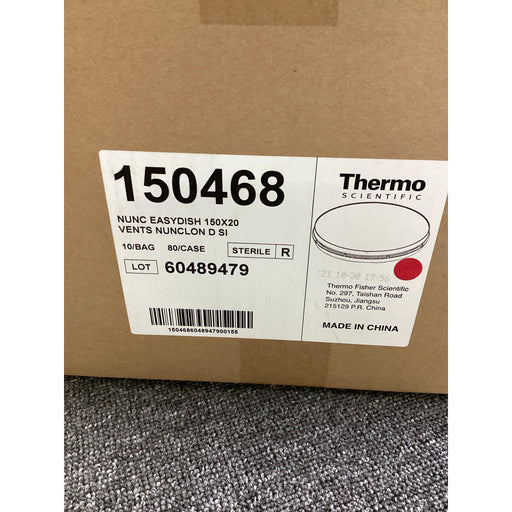 150468
NUNC EASYDISH 150X20
VENTS NUNCLON D SI
10/BAG 80/CASE STERILE R
LOT 60489479
1504686048947900155
Thermo
SCIENTIFIC
'21 10-30 17:56
Thermo Fisher Scientific
No. 297, Taishan Road
Suzhou, Jiangsu
215129 P.R. China
MADE IN CHINA